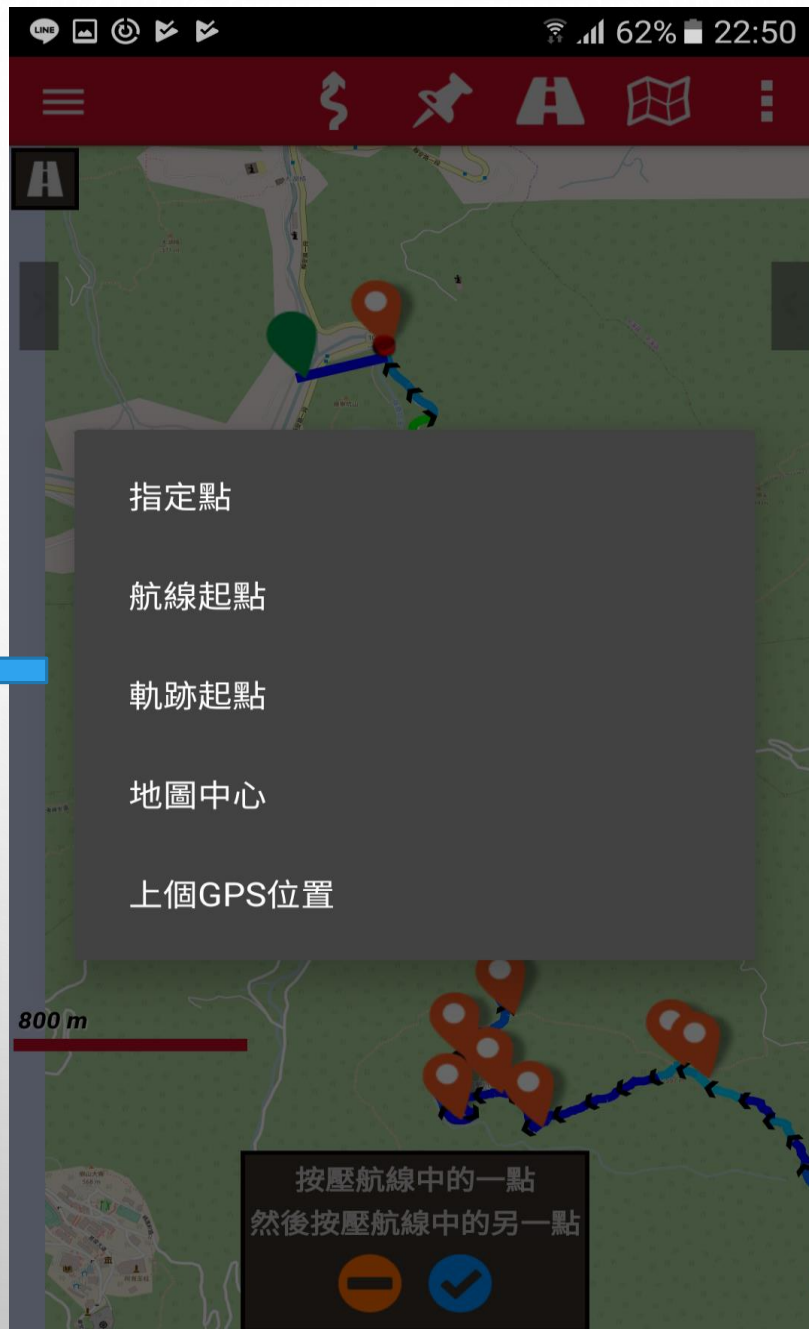 LINE
62% 22:50
指定點
航線起點
軌跡起點
地圖中心
上個GPS位置
800 m
按壓航線中的一點
然後按壓航線中的另一點